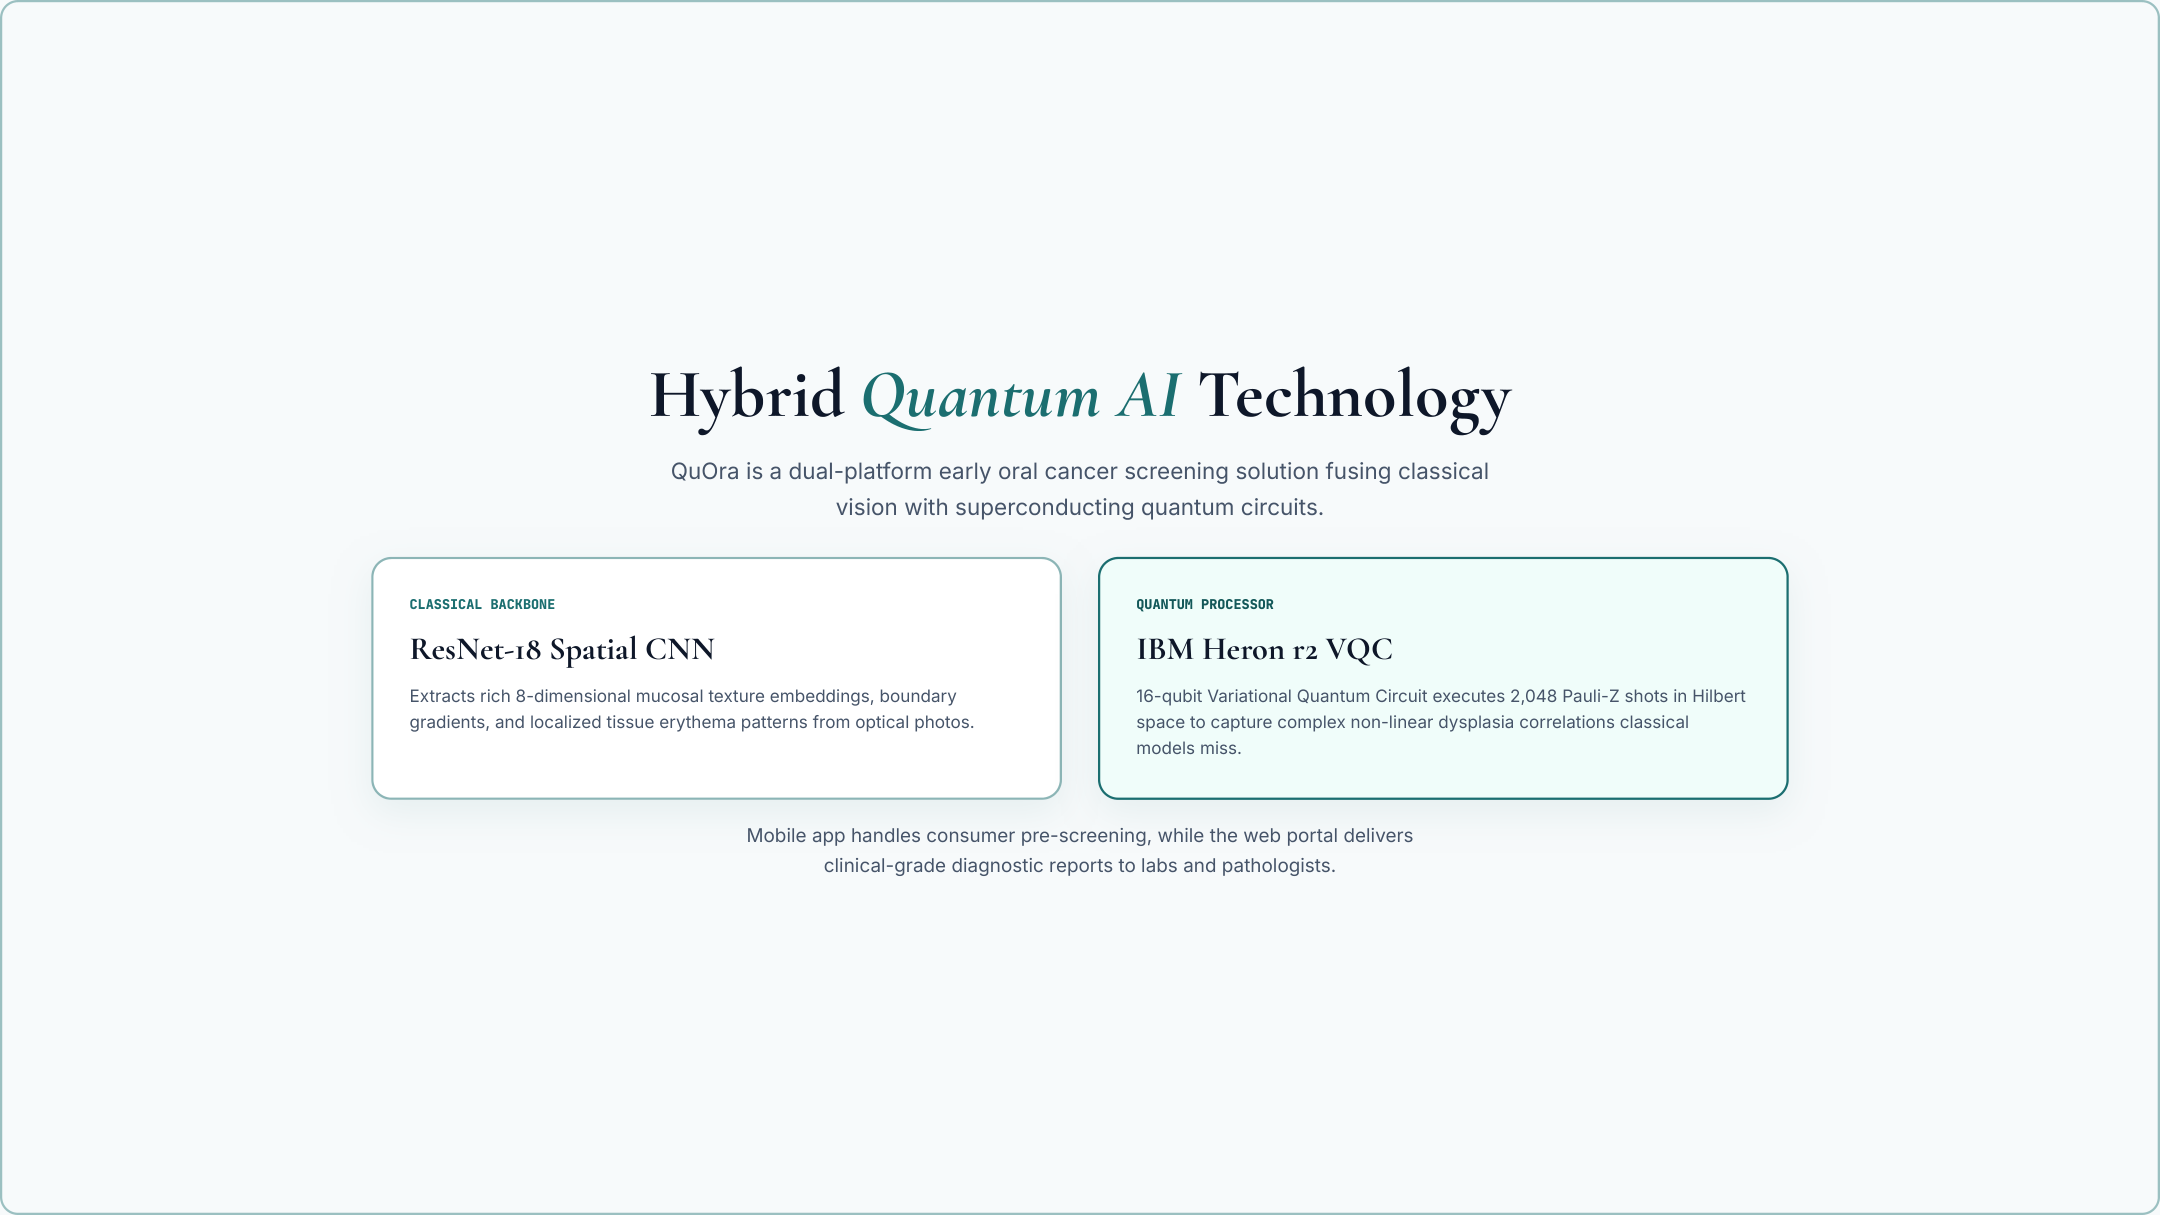 Hybrid Quantum AI Technology
QuOra is a dual-platform early oral cancer screening solution fusing classical
vision with superconducting quantum circuits.
CLASSICAL BACKBONE
ResNet-18 Spatial CNN
Extracts rich 8-dimensional mucosal texture embeddings, boundary
gradients, and localized tissue erythema patterns from optical photos.
QUANTUM PROCESSOR
IBM Heron r2 VQC
16-qubit Variational Quantum Circuit executes 2,048 Pauli-Z shots in Hilbert
space to capture complex non-linear dysplasia correlations classical
models miss.
Mobile app handles consumer pre-screening, while the web portal delivers
clinical-grade diagnostic reports to labs and pathologists.